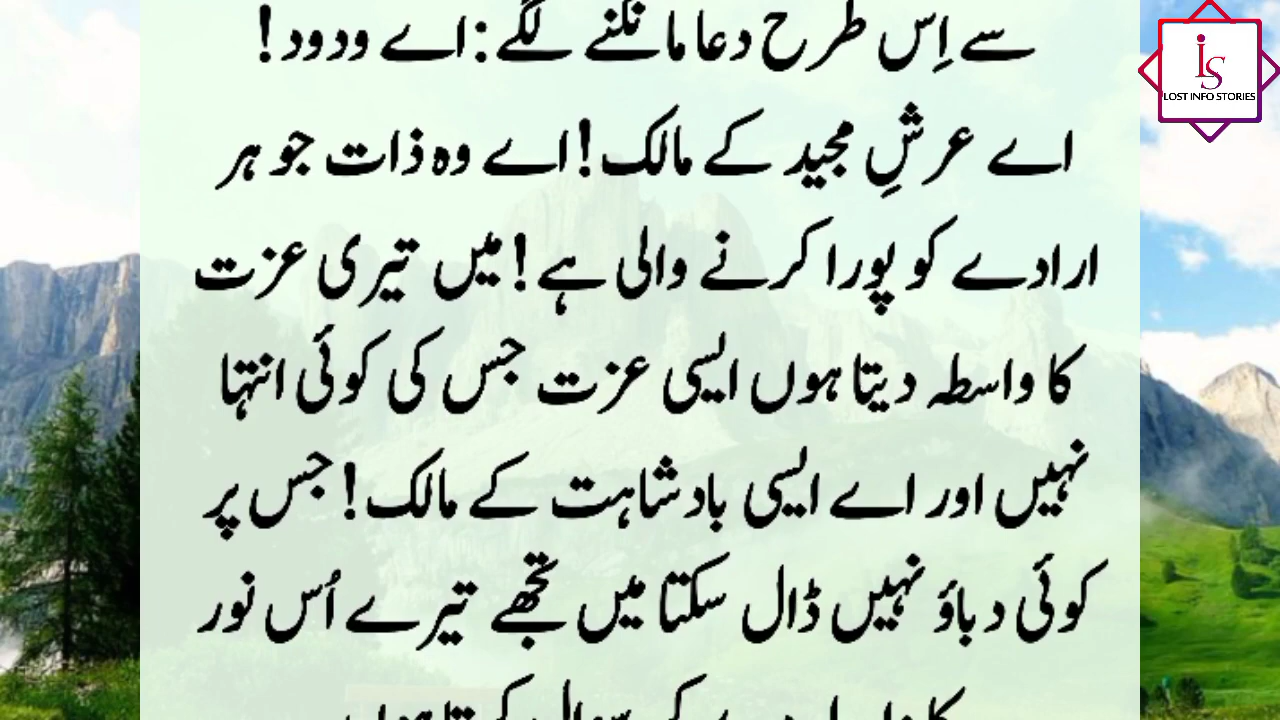 سے اِس طرح دعا مانگنے لگے: اے ودود!
اے عرشِ مجید کے مالک! اے وہ ذات جو ہر
ارادے کو پورا کرنے والی ہے! میں تیری عزت
کا واسطہ دیتا ہوں ایسی عزت جس کی کوئی انتہا
نہیں اور اے ایسی بادشاہت کے مالک! جس پر
کوئی دباؤ نہیں ڈال سکتا میں تجھے تیرے اُس نور
LS
LOST INFO STORIES